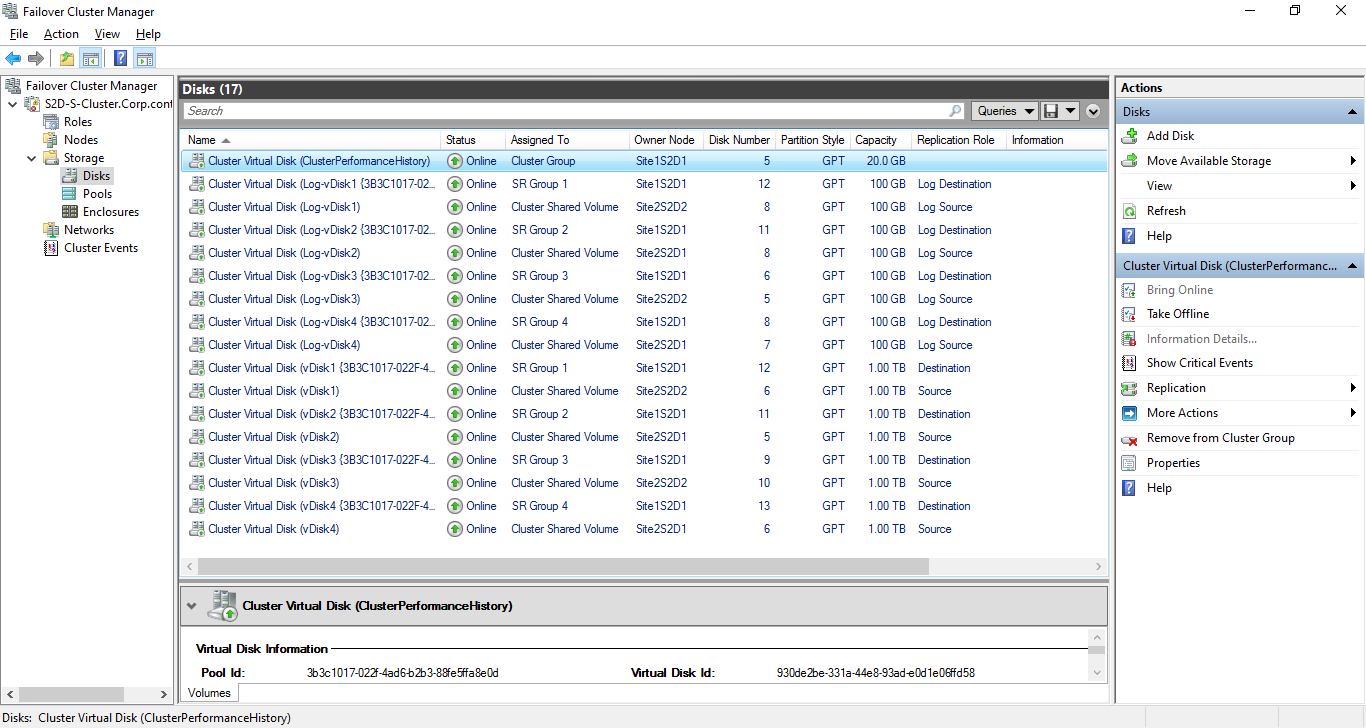 Failover Cluster Manager
File Action View Help
Failover Cluster Manager
S2D-S-Cluster.Corp.cont
Roles
Nodes
Storage
Disks
Pools
Enclosures
Networks
Cluster Events
Disks (17)
Search
Queries
Name Status Assigned To Owner Node Disk Number Partition Style Capacity Replication Role Information
Cluster Virtual Disk (ClusterPerformanceHistory) Online Cluster Group Site1S2D1 5 GPT 20.0 GB
Cluster Virtual Disk (Log-vDisk1 {3B3C1017-02... Online SR Group 1 Site1S2D1 12 GPT 100 GB Log Destination
Cluster Virtual Disk (Log-vDisk1) Online Cluster Shared Volume Site2S2D2 8 GPT 100 GB Log Source
Cluster Virtual Disk (Log-vDisk2 {3B3C1017-02... Online SR Group 2 Site1S2D1 11 GPT 100 GB Log Destination
Cluster Virtual Disk (Log-vDisk2) Online Cluster Shared Volume Site2S2D1 8 GPT 100 GB Log Source
Cluster Virtual Disk (Log-vDisk3 {3B3C1017-02... Online SR Group 3 Site1S2D1 6 GPT 100 GB Log Destination
Cluster Virtual Disk (Log-vDisk3) Online Cluster Shared Volume Site2S2D2 5 GPT 100 GB Log Source
Cluster Virtual Disk (Log-vDisk4 {3B3C1017-02... Online SR Group 4 Site1S2D1 8 GPT 100 GB Log Destination
Cluster Virtual Disk (Log-vDisk4) Online Cluster Shared Volume Site2S2D1 7 GPT 100 GB Log Source
Cluster Virtual Disk (vDisk1 {3B3C1017-022F-4... Online SR Group 1 Site1S2D1 12 GPT 1.00 TB Destination
Cluster Virtual Disk (vDisk1) Online Cluster Shared Volume Site2S2D2 6 GPT 1.00 TB Source
Cluster Virtual Disk (vDisk2 {3B3C1017-022F-4... Online SR Group 2 Site1S2D1 11 GPT 1.00 TB Destination
Cluster Virtual Disk (vDisk2) Online Cluster Shared Volume Site2S2D1 5 GPT 1.00 TB Source
Cluster Virtual Disk (vDisk3 {3B3C1017-022F-4... Online SR Group 3 Site1S2D1 9 GPT 1.00 TB Destination
Cluster Virtual Disk (vDisk3) Online Cluster Shared Volume Site2S2D2 10 GPT 1.00 TB Source
Cluster Virtual Disk (vDisk4 {3B3C1017-022F-4... Online SR Group 4 Site1S2D1 13 GPT 1.00 TB Destination
Cluster Virtual Disk (vDisk4) Online Cluster Shared Volume Site2S2D1 6 GPT 1.00 TB Source
Cluster Virtual Disk (ClusterPerformanceHistory)
Virtual Disk Information
Pool Id: 3b3c1017-022f-4ad6-b2b3-88fe5ffa8e0d Virtual Disk Id: 930de2be-331a-44e8-93ad-e0d1e06ffd58
Volumes
Actions
Disks
Add Disk
Move Available Storage
View
Refresh
Help
Cluster Virtual Disk (ClusterPerformanc...
Bring Online
Take Offline
Information Details...
Show Critical Events
Replication
More Actions
Remove from Cluster Group
Properties
Help
Disks: Cluster Virtual Disk (ClusterPerformanceHistory)